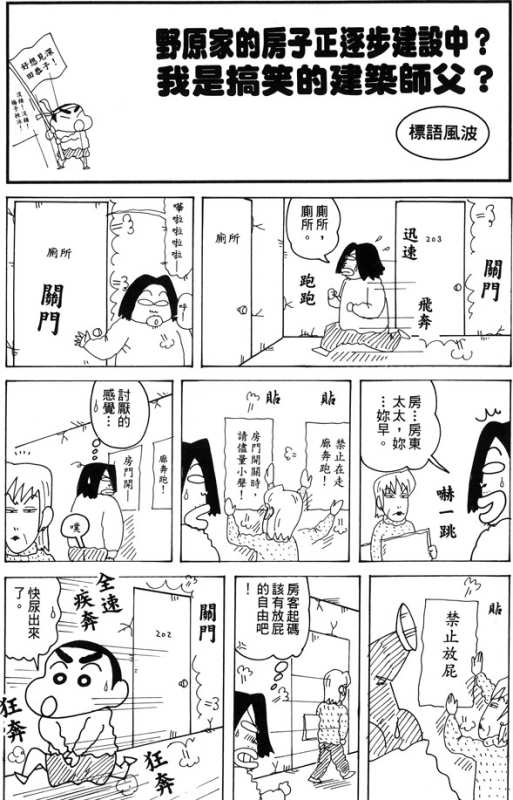 野原家的房子正逐步建設中？
我是搞笑的建築師父？
標語風波
好想見深
田恭子！
關門
203
迅速
飛奔
廁所，
廁所。
跑跑
廁所
嘩啦啦啦啦
呼
廁所
關門
房…房東
太太，妳
…妳早。
嚇一跳
貼
禁止在走
廊奔跑！
貼
房門開關時，
請儘量小聲！
討厭的
感覺…
廊奔跑！
房門開
噗
貼
禁止放屁
房客起碼
該有放屁
的自由吧
！
關門
202
全速
疾奔
快尿出來
了。
狂奔
狂奔